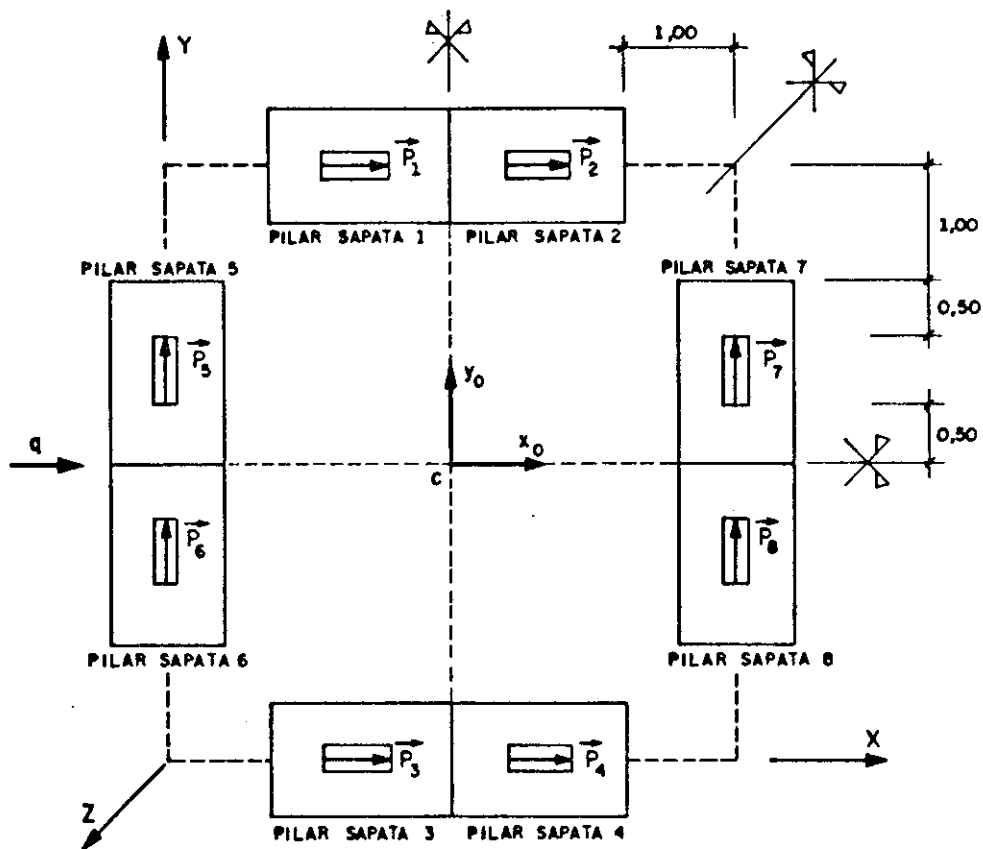 Y
1,00
P₁
P₂
PILAR SAPATA 1
PILAR SAPATA 2
1,00
PILAR SAPATA 5
PILAR SAPATA 7
0,50
P₅
P₇
y₀
q
x₀
0,50
c
P₆
P₈
PILAR SAPATA 6
PILAR SAPATA 8
X
P₃
P₄
Z
PILAR SAPATA 3
PILAR SAPATA 4